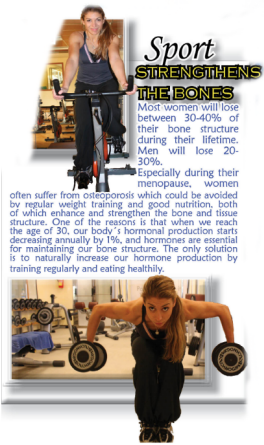 Sport
STRENGTHENS
THE BONES
Most women will lose
between 30-40% of
their bone structure
during their lifetime.
Men will lose 20-
30%.
Especially during their
menopause, women
often suffer from osteoporosis which could be avoided
by regular weight training and good nutrition, both
of which enhance and strengthen the bone and tissue
structure. One of the reasons is that when we reach
the age of 30, our body´s hormonal production starts
decreasing annually by 1%, and hormones are essential
for maintaining our bone structure. The only solution
is to naturally increase our hormone production by
training regularly and eating healthily.